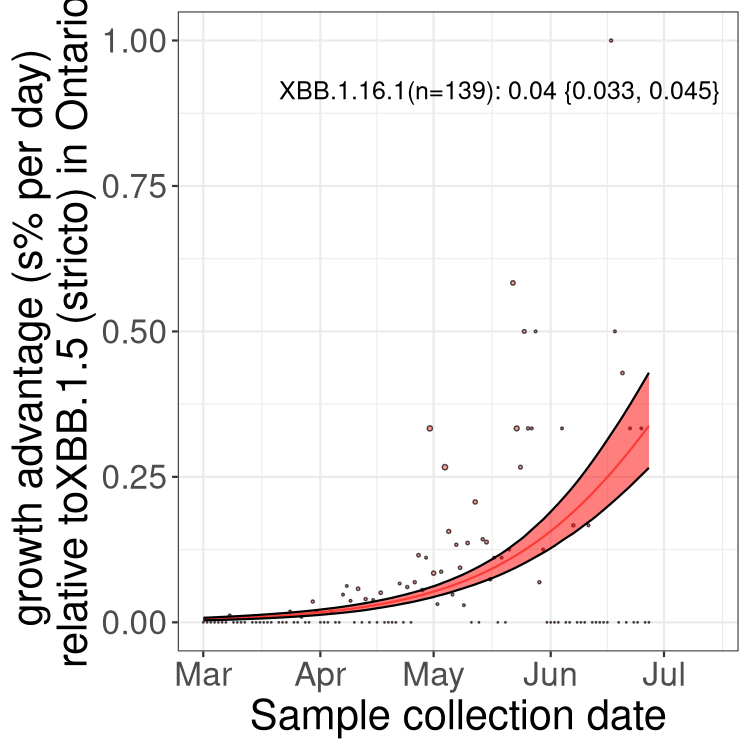 growth advantage (s% per day)
relative toXBB.1.5 (stricto) in Ontario
1.00
0.75
0.50
0.25
0.00
XBB.1.16.1(n=139): 0.04 {0.033, 0.045}
Mar Apr May Jun Jul
Sample collection date